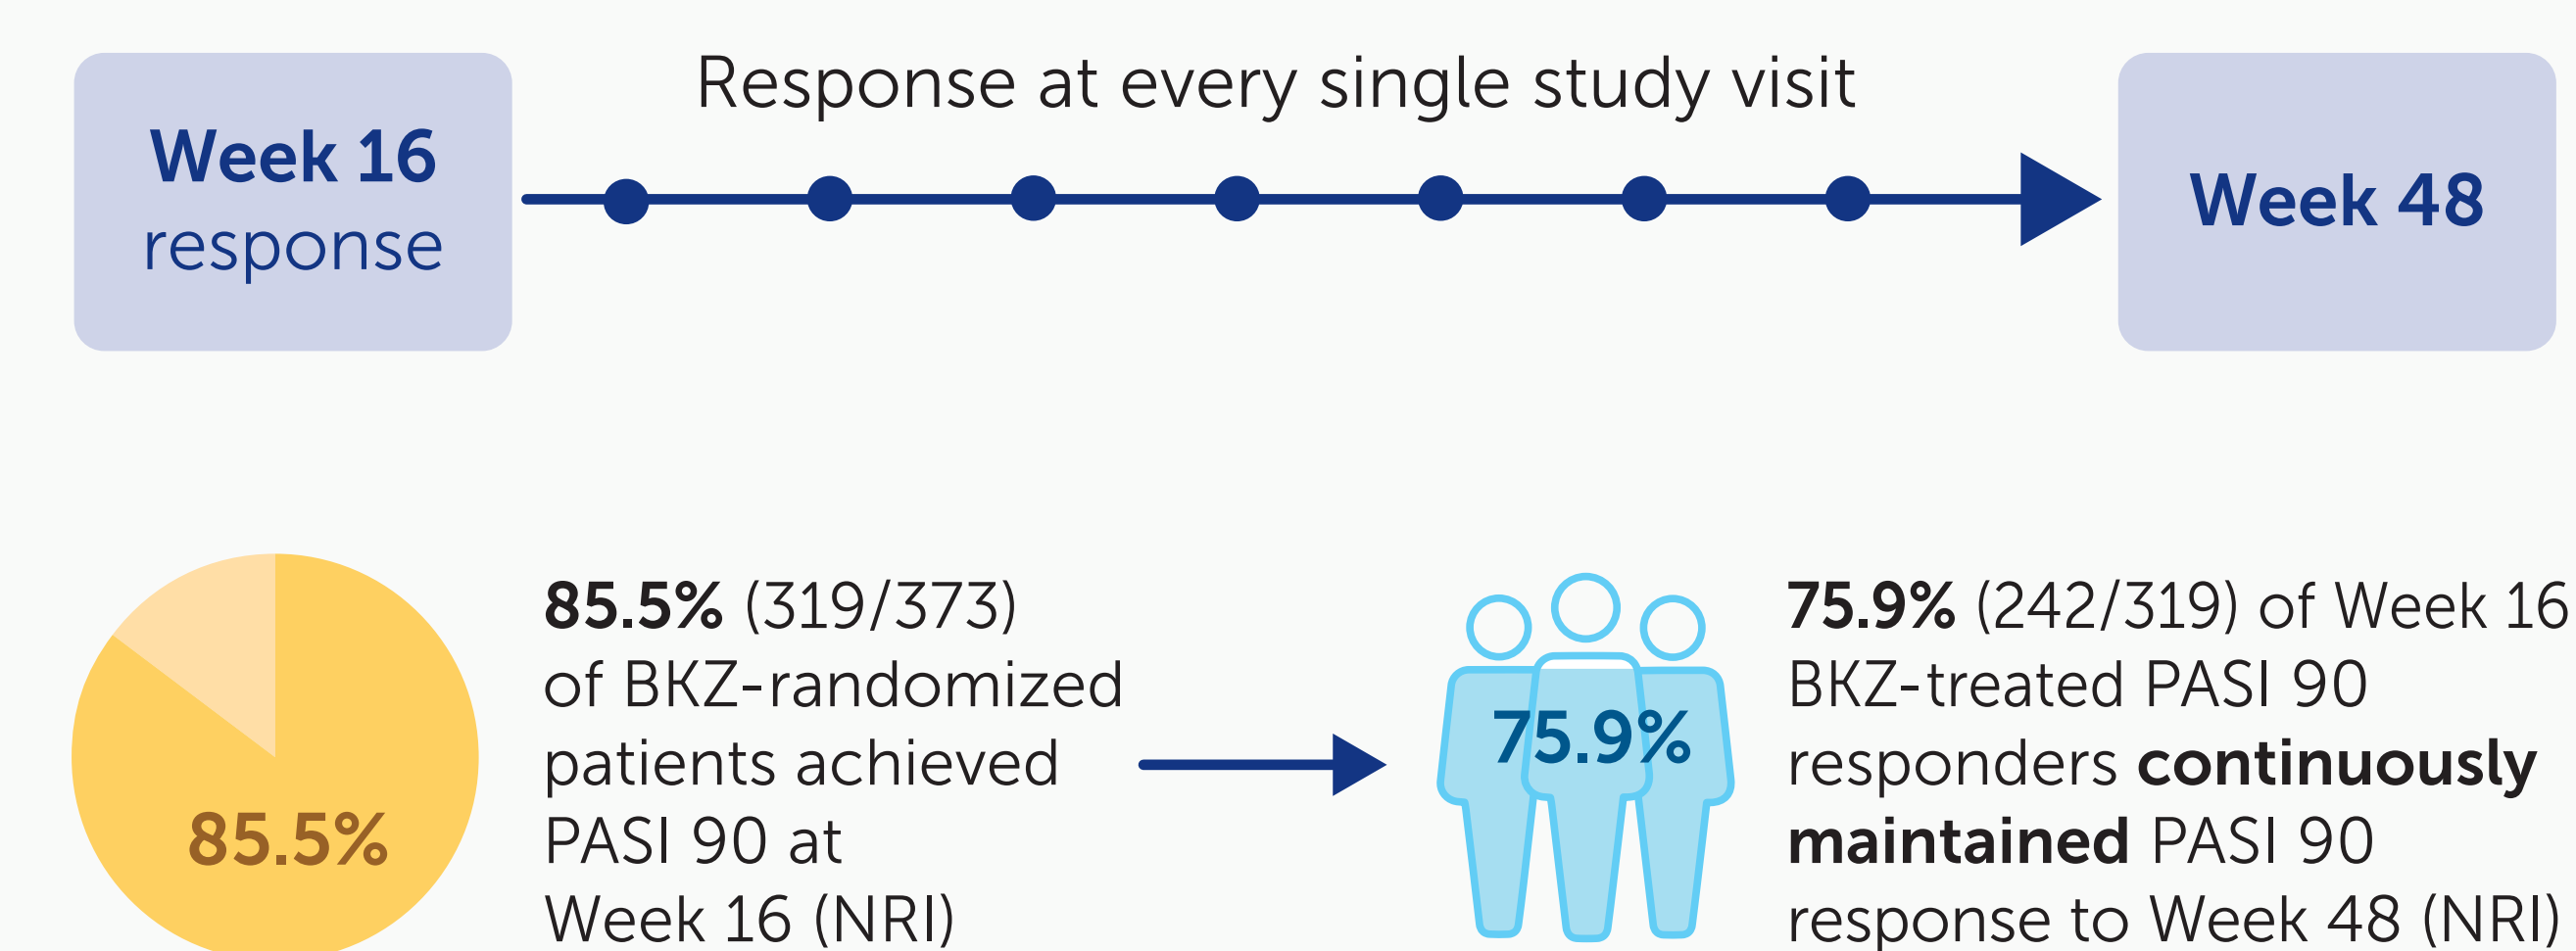 Response at every single study visit
Week 16
response
Week 48
85.5%
85.5% (319/373)
of BKZ-randomized
patients achieved
PASI 90 at
Week 16 (NRI)
75.9%
75.9% (242/319) of Week 16
BKZ-treated PASI 90
responders continuously
maintained PASI 90
response to Week 48 (NRI)